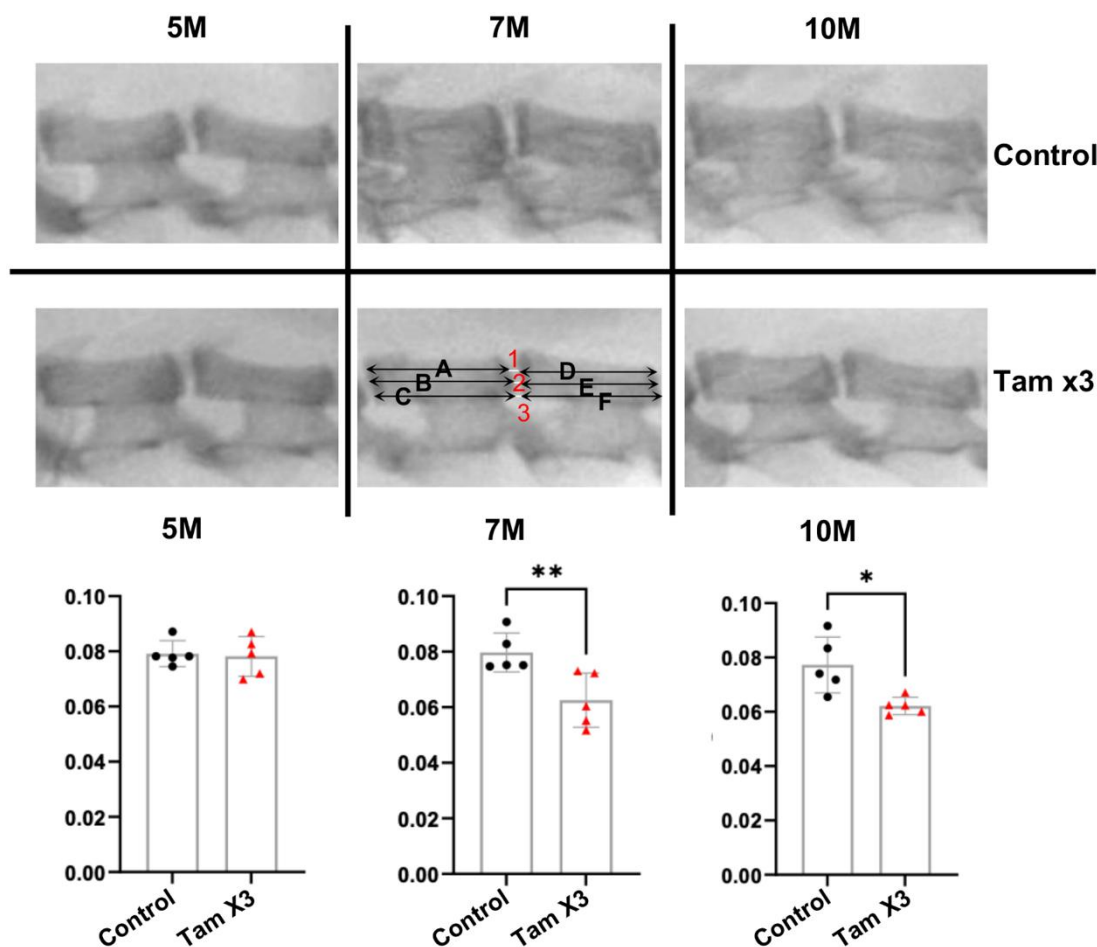 5M 7M 10M
Control
1
A D
B 2 E
C F
3
Tam x3
5M 7M 10M
** *
0.10 0.10 0.10
0.08 0.08 0.08
0.06 0.06 0.06
0.04 0.04 0.04
0.02 0.02 0.02
0.00 0.00 0.00
Control Tam X3 Control Tam X3 Control Tam X3